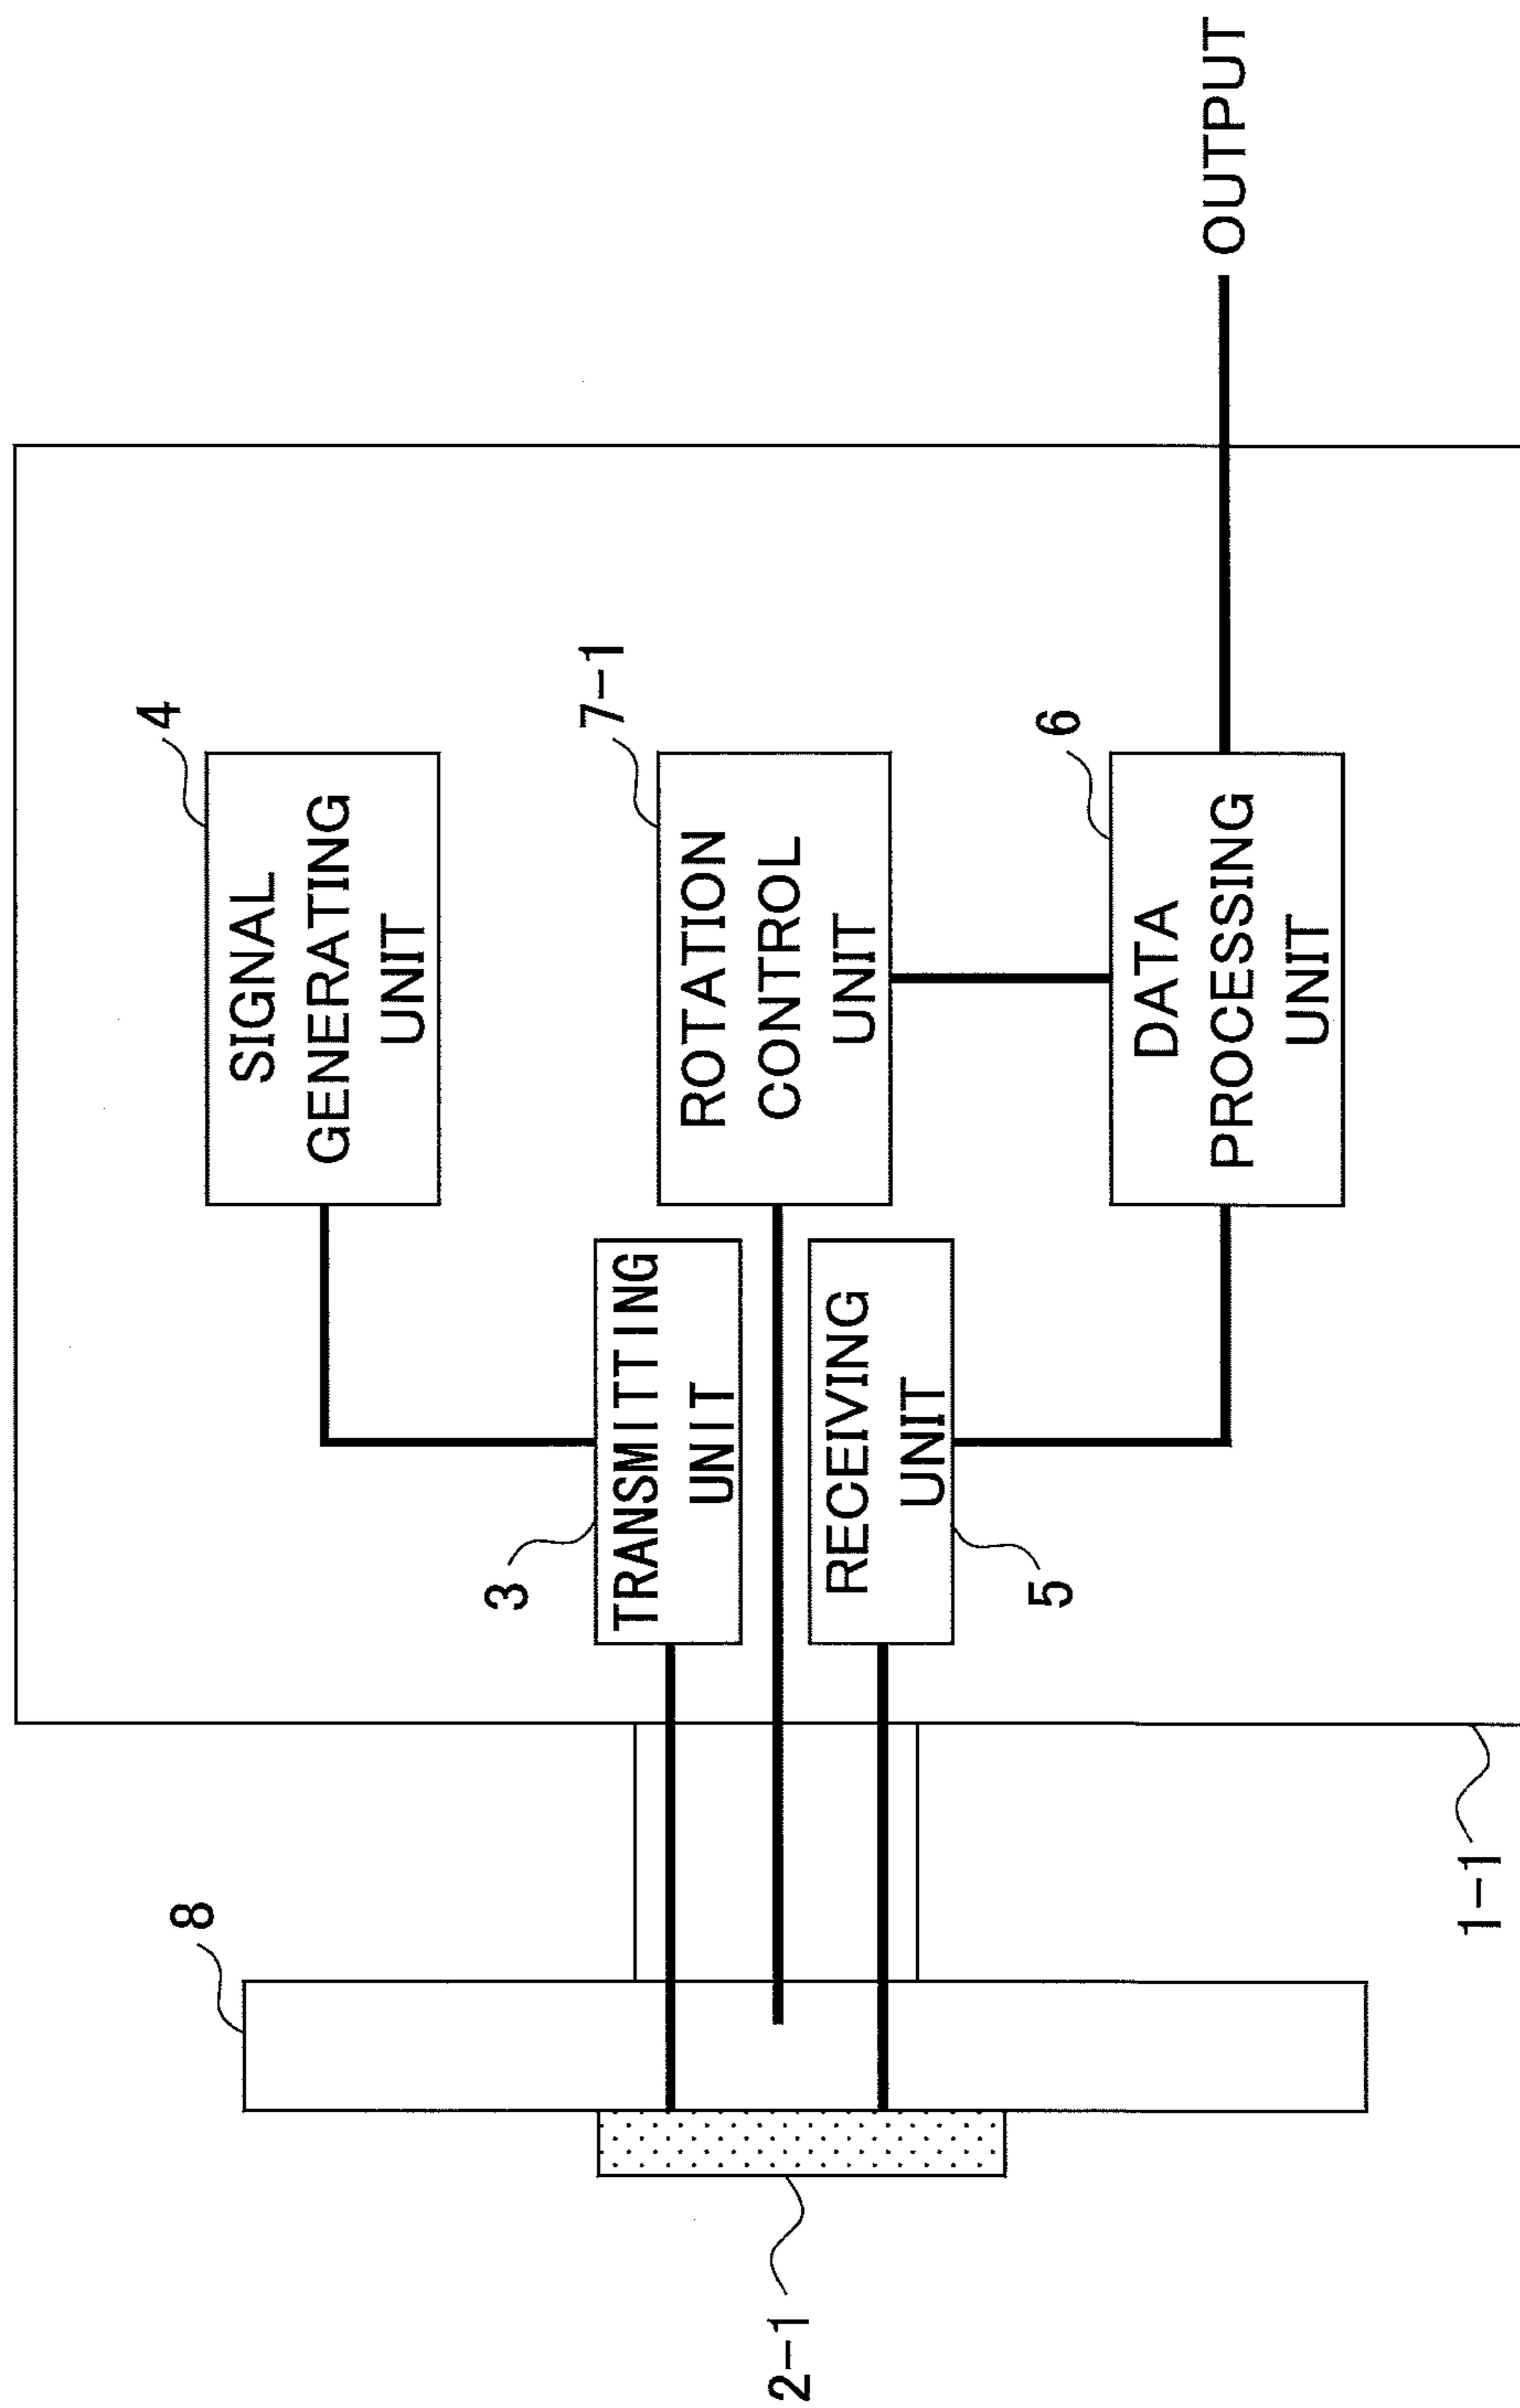 4
SIGNAL
GENERATING
UNIT
8
3
TRANSMITTING
UNIT
7-1
ROTATION
CONTROL
UNIT
2-1
RECEIVING
UNIT
5
6
DATA
PROCESSING
UNIT
OUTPUT
1-1